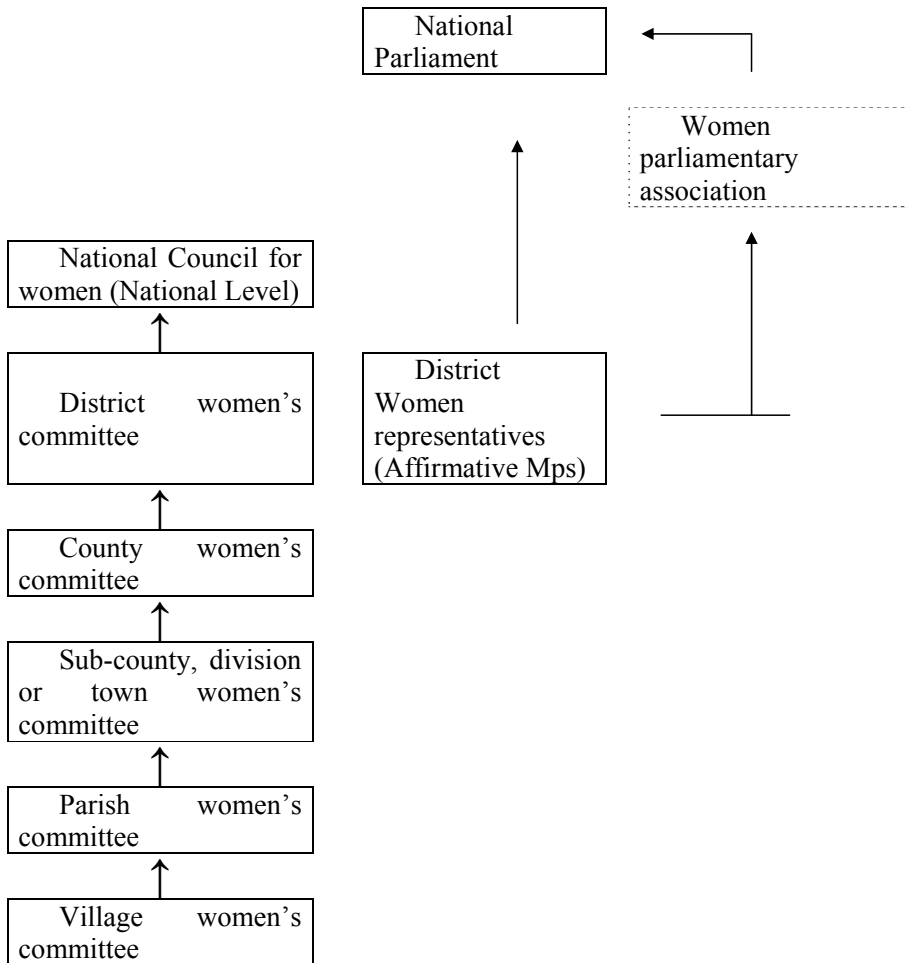 National
Parliament
Women
parliamentary
association
National Council for
women (National Level)
District women’s
committee
District
Women
representatives
(Affirmative Mps)
County women’s
committee
Sub-county, division
or town women’s
committee
Parish women’s
committee
Village women’s
committee